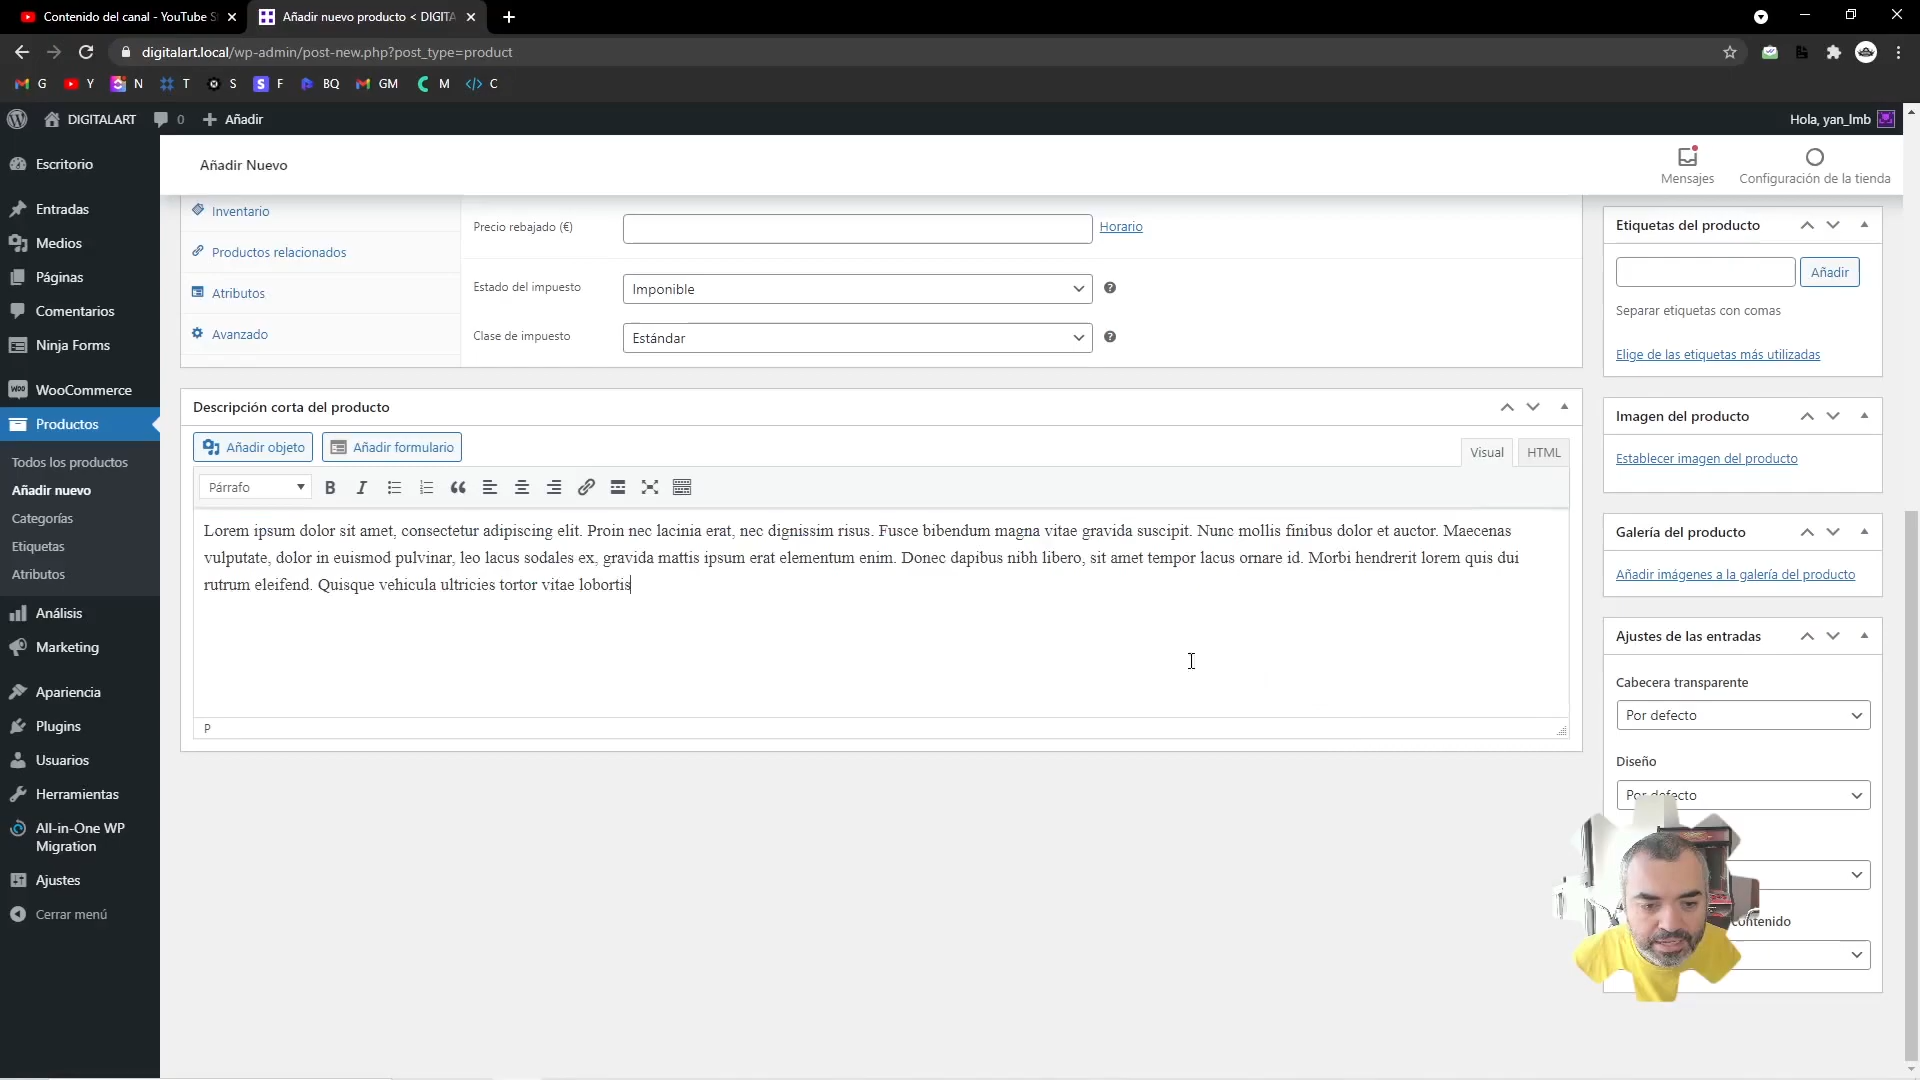 Contenido del canal - YouTube S
Añadir nuevo producto < DIGITA
digitalart.local/wp-admin/post-new.php?post_type=product
G
Y
N
T
S
F
BQ
GM
M
C
DIGITALART
0
Añadir
Hola, yan_lmb
Añadir Nuevo
Mensajes
Configuración de la tienda
Escritorio
Entradas
Medios
Páginas
Comentarios
Ninja Forms
WooCommerce
Productos
Todos los productos
Añadir nuevo
Categorías
Etiquetas
Atributos
Análisis
Marketing
Apariencia
Plugins
Usuarios
Herramientas
All-in-One WP
Migration
Ajustes
Cerrar menú
Inventario
Productos relacionados
Atributos
Avanzado
Precio rebajado (€)
Horario
Estado del impuesto
Imponible
Clase de impuesto
Estándar
Descripción corta del producto
Añadir objeto
Añadir formulario
Visual
HTML
Párrafo
Lorem ipsum dolor sit amet, consectetur adipiscing elit. Proin nec lacinia erat, nec dignissim risus. Fusce bibendum magna vitae gravida suscipit. Nunc mollis finibus dolor et auctor. Maecenas
vulputate, dolor in euismod pulvinar, leo lacus sodales ex, gravida mattis ipsum erat elementum enim. Donec dapibus nibh libero, sit amet tempor lacus ornare id. Morbi hendrerit lorem quis dui
rutrum eleifend. Quisque vehicula ultricies tortor vitae lobortis
P
Etiquetas del producto
Añadir
Separar etiquetas con comas
Elige de las etiquetas más utilizadas
Imagen del producto
Establecer imagen del producto
Galería del producto
Añadir imágenes a la galería del producto
Ajustes de las entradas
Cabecera transparente
Por defecto
Diseño
Por defecto
contenido